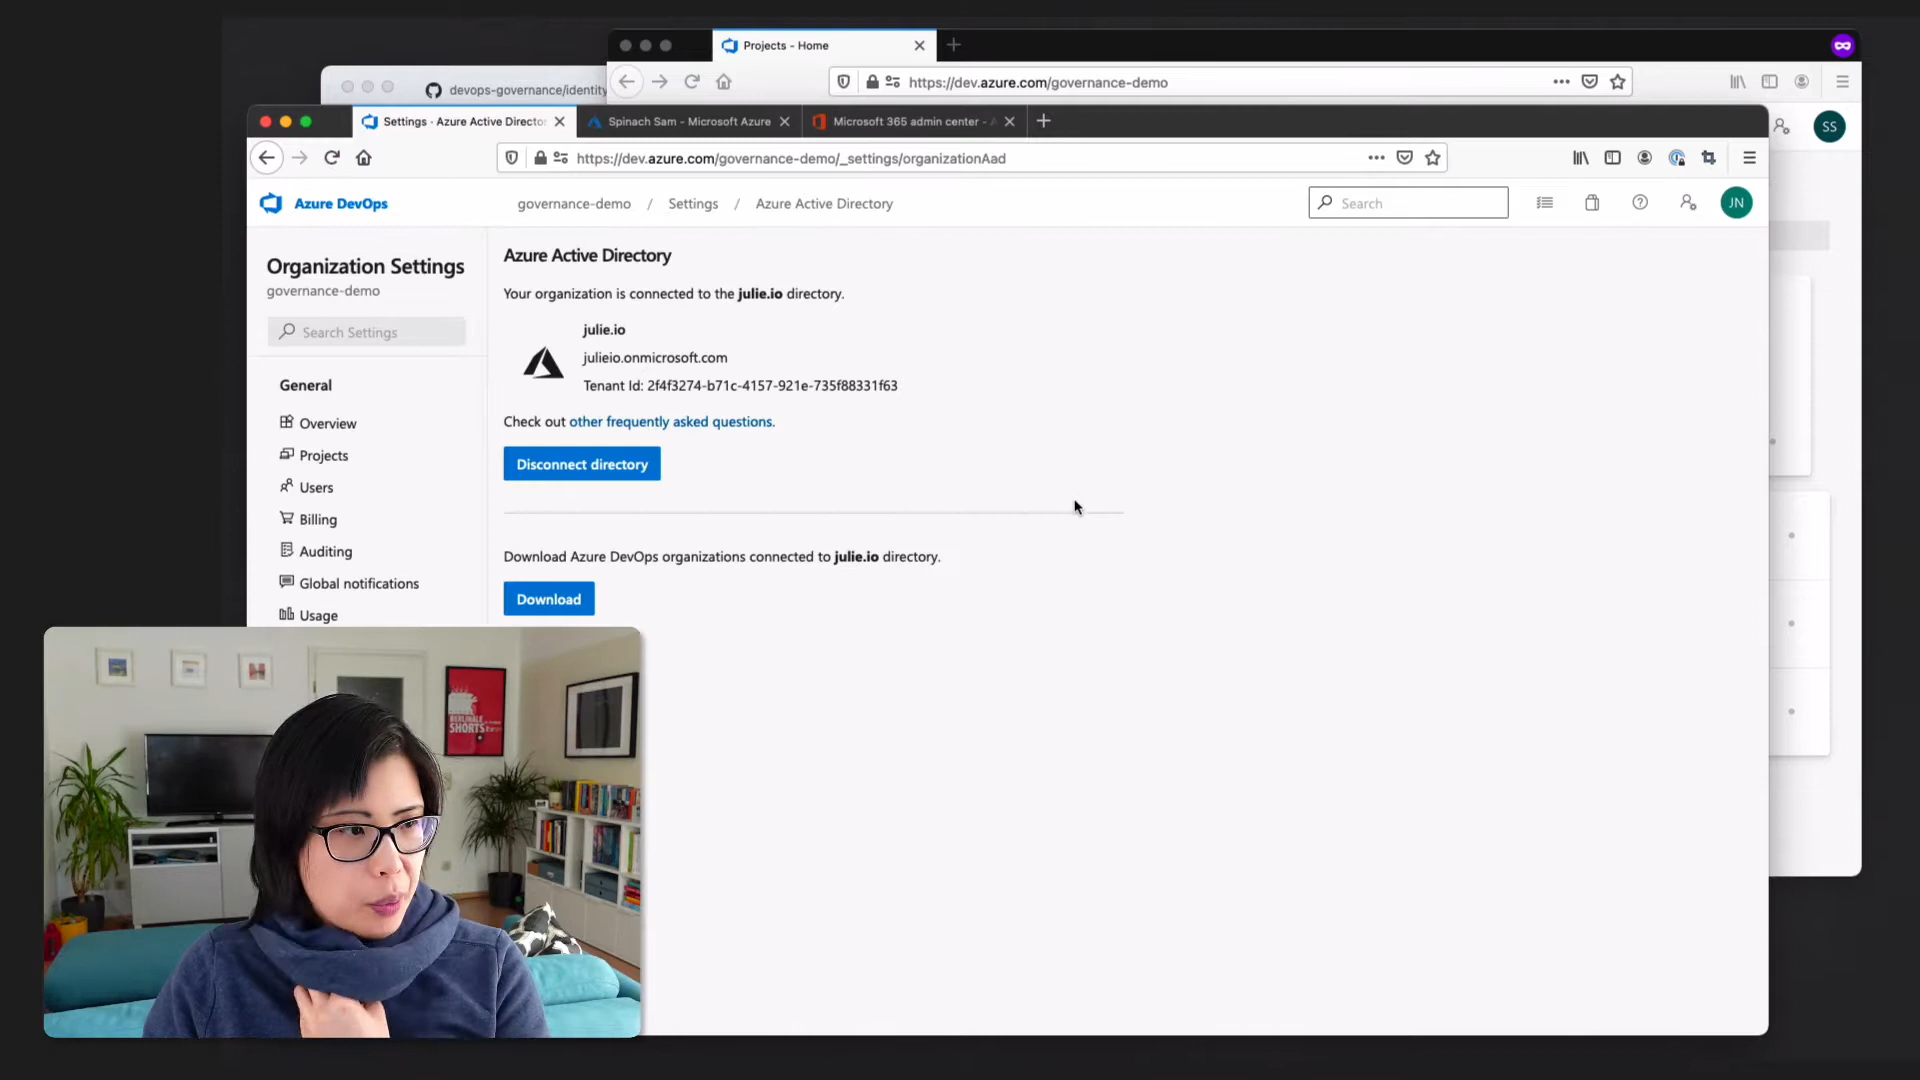 Projects - Home
https://dev.azure.com/governance-demo
devops-governance/identity
SS
Settings · Azure Active Directo
Spinach Sam - Microsoft Azure
Microsoft 365 admin center -
https://dev.azure.com/governance-demo/_settings/organizationAad
Azure DevOps
governance-demo / Settings / Azure Active Directory
Search
JN
Organization Settings
governance-demo
Search Settings
General
Overview
Projects
Users
Billing
Auditing
Global notifications
Usage
Azure Active Directory
Your organization is connected to the julie.io directory.
julie.io
julieio.onmicrosoft.com
Tenant Id: 2f4f3274-b71c-4157-921e-735f88331f63
Check out other frequently asked questions.
Disconnect directory
Download Azure DevOps organizations connected to julie.io directory.
Download
BERLINALE
SHORTS